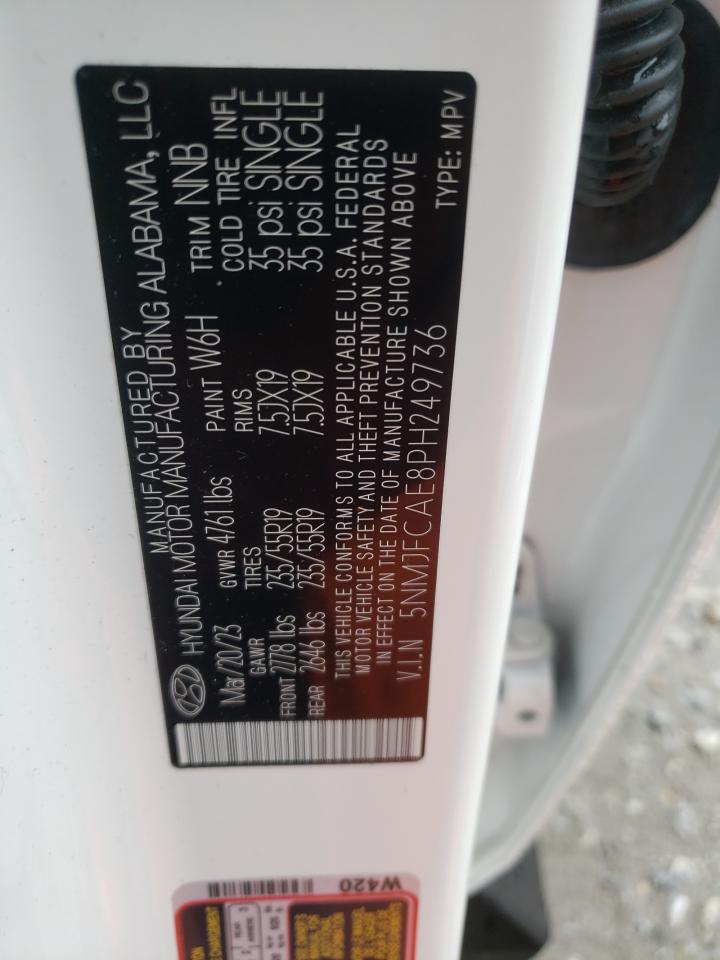 MANUFACTURED BY
HYUNDAI MOTOR MANUFACTURING ALABAMA, LLC
Mar/20/23 GVWR 4761lbs PAINT W6H TRIM NNB
GAWR TIRES RIMS COLD TIRE INFL
FRONT 2778 lbs 235/55R19 7.5JX19 35 psi SINGLE
REAR 2646 lbs 235/55R19 7.5JX19 35 psi SINGLE
THIS VEHICLE CONFORMS TO ALL APPLICABLE U.S.A. FEDERAL
MOTOR VEHICLE SAFETY AND THEFT PREVENTION STANDARDS
IN EFFECT ON THE DATE OF MANUFACTURE SHOWN ABOVE
V.I.N 5NMJFCAE8PH249736 TYPE: MPV
W420